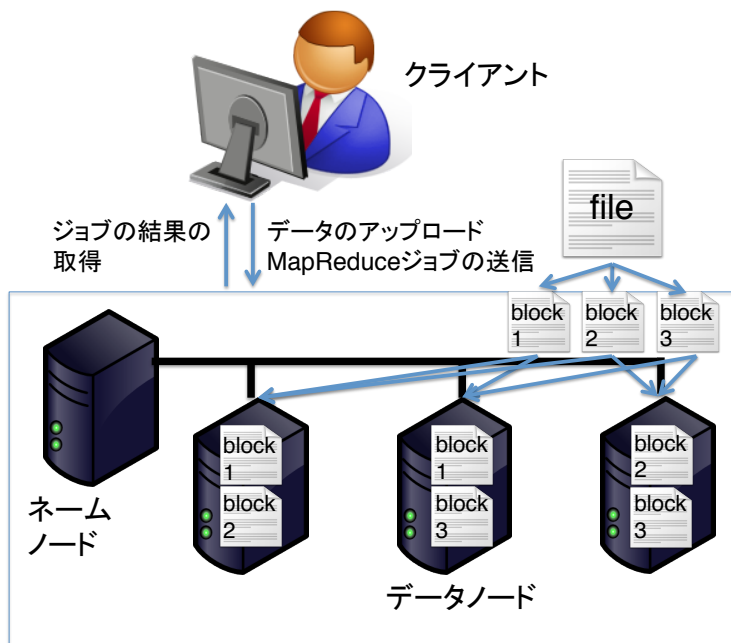 クライアント
file
ジョブの結果の
取得
データのアップロード
MapReduceジョブの送信
block
1
block
2
block
3
block
1
block
2
block
1
block
3
block
2
block
3
ネーム
ノード
データノード